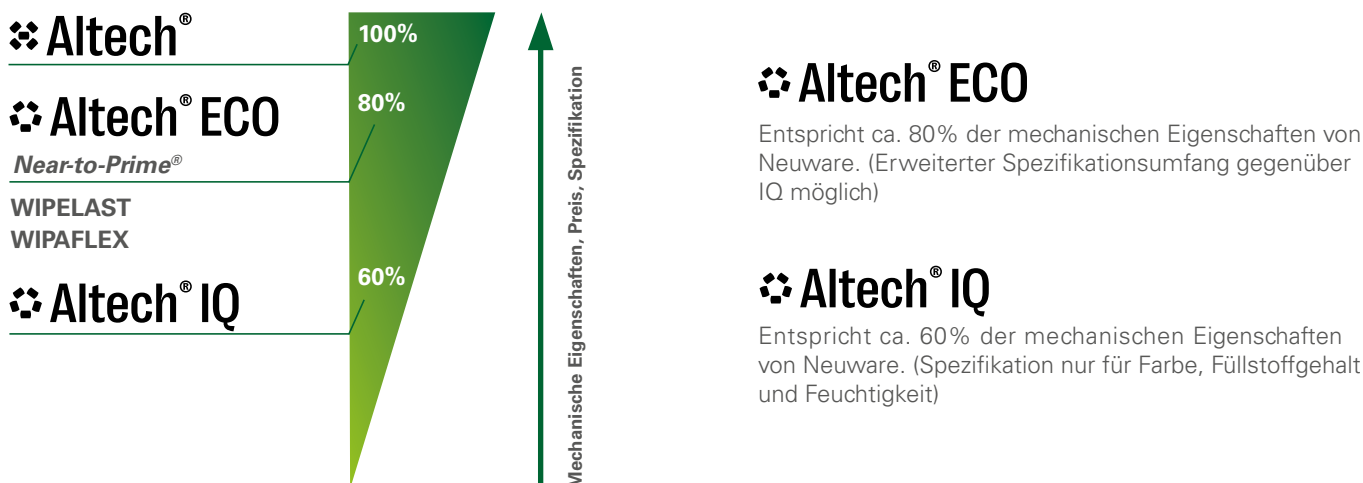 Altech®
100%
Altech® ECO
80%
Near-to-Prime®
WIPELAST
WIPAFLEX
60%
Altech® IQ
Mechanische Eigenschaften, Preis, Spezifikation
Altech® ECO
Entspricht ca. 80% der mechanischen Eigenschaften von
Neuware. (Erweiterter Spezifikationsumfang gegenüber
IQ möglich)
Altech® IQ
Entspricht ca. 60% der mechanischen Eigenschaften
von Neuware. (Spezifikation nur für Farbe, Füllstoffgehalt
und Feuchtigkeit)